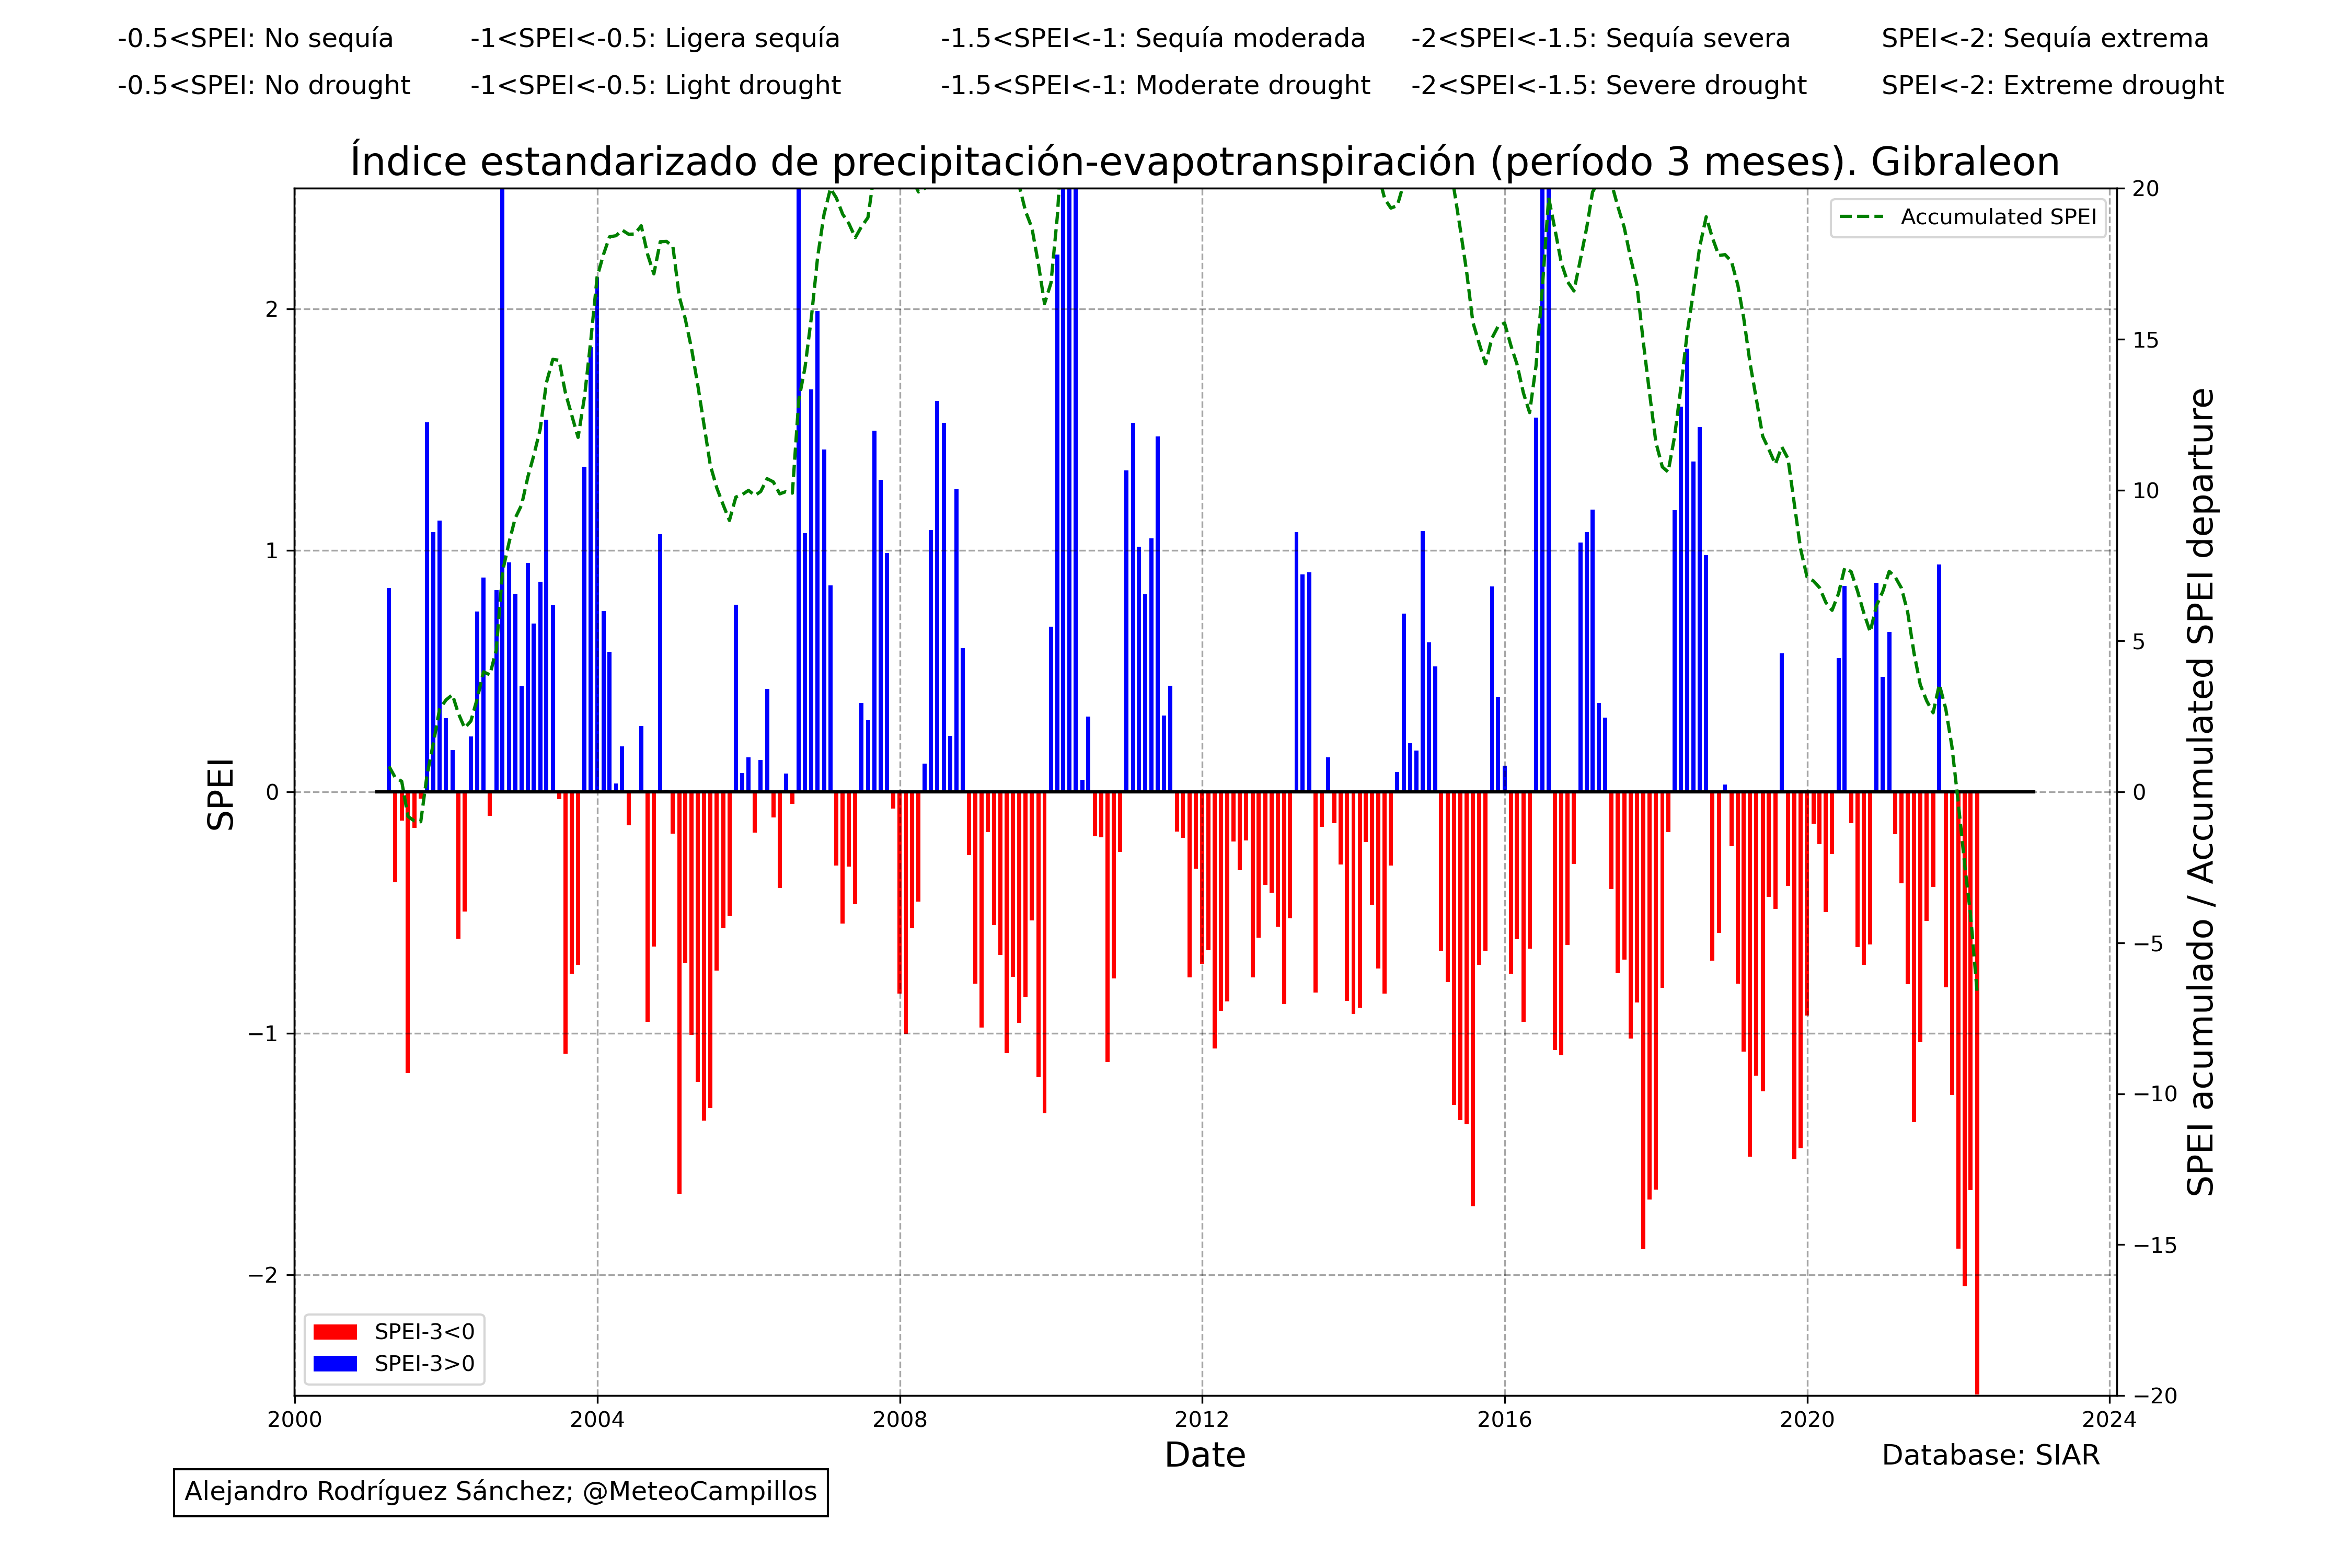 -0.5<SPEI: No sequía -1<SPEI<-0.5: Ligera sequía -1.5<SPEI<-1: Sequía moderada -2<SPEI<-1.5: Sequía severa SPEI<-2: Sequía extrema
-0.5<SPEI: No drought -1<SPEI<-0.5: Light drought -1.5<SPEI<-1: Moderate drought -2<SPEI<-1.5: Severe drought SPEI<-2: Extreme drought
Índice estandarizado de precipitación-evapotranspiración (período 3 meses). Gibraleon
Accumulated SPEI
SPEI
2
1
0
−1
−2
20
15
10
5
0
−5
−10
−15
−20
SPEI acumulado / Accumulated SPEI departure
SPEI-3<0
SPEI-3>0
2000 2004 2008 2012 2016 2020 2024
Date
Database: SIAR
Alejandro Rodríguez Sánchez; @MeteoCampillos